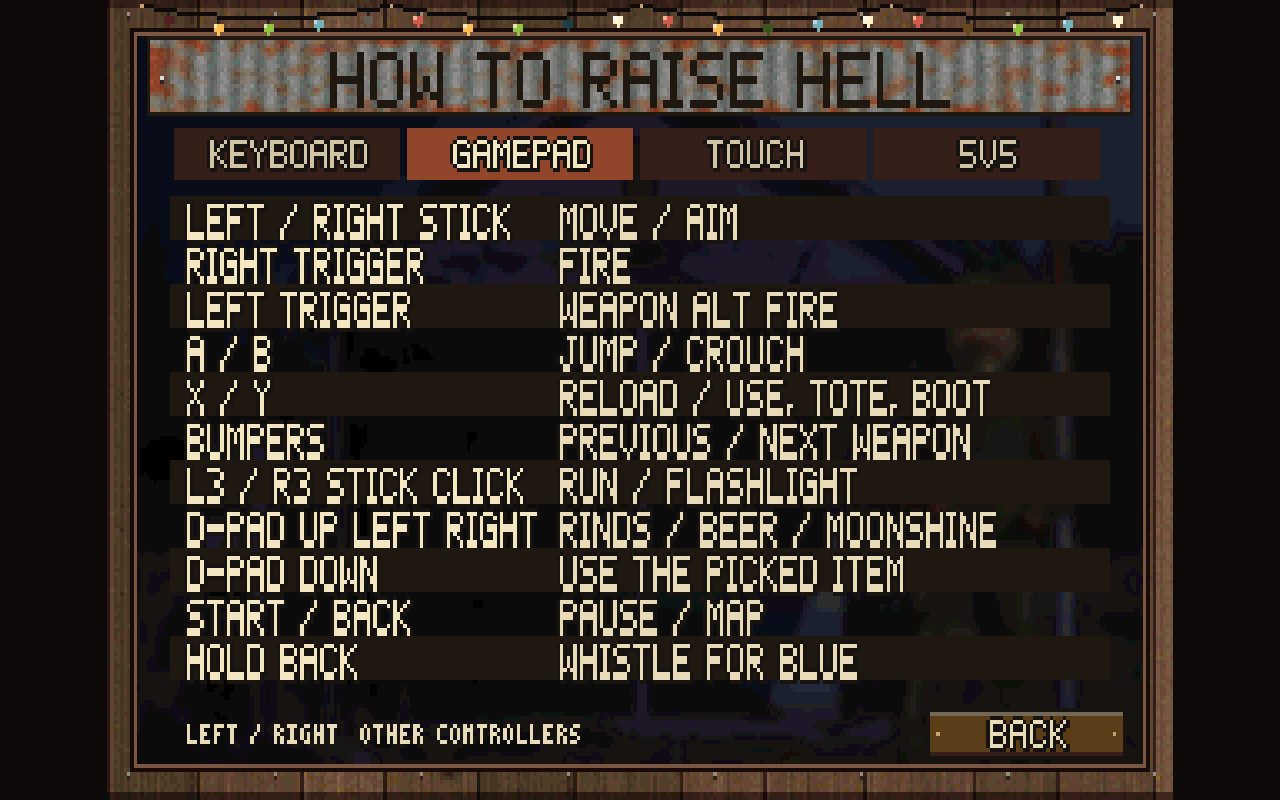 HOW TO RAISE HELL
KEYBOARD GAMEPAD TOUCH 5V5
LEFT / RIGHT STICK MOVE / AIM
RIGHT TRIGGER FIRE
LEFT TRIGGER WEAPON ALT FIRE
A / B JUMP / CROUCH
X / Y RELOAD / USE, TOTE, BOOT
BUMPERS PREVIOUS / NEXT WEAPON
L3 / R3 STICK CLICK RUN / FLASHLIGHT
D-PAD UP LEFT RIGHT RINDS / BEER / MOONSHINE
D-PAD DOWN USE THE PICKED ITEM
START / BACK PAUSE / MAP
HOLD BACK WHISTLE FOR BLUE
LEFT / RIGHT OTHER CONTROLLERS BACK